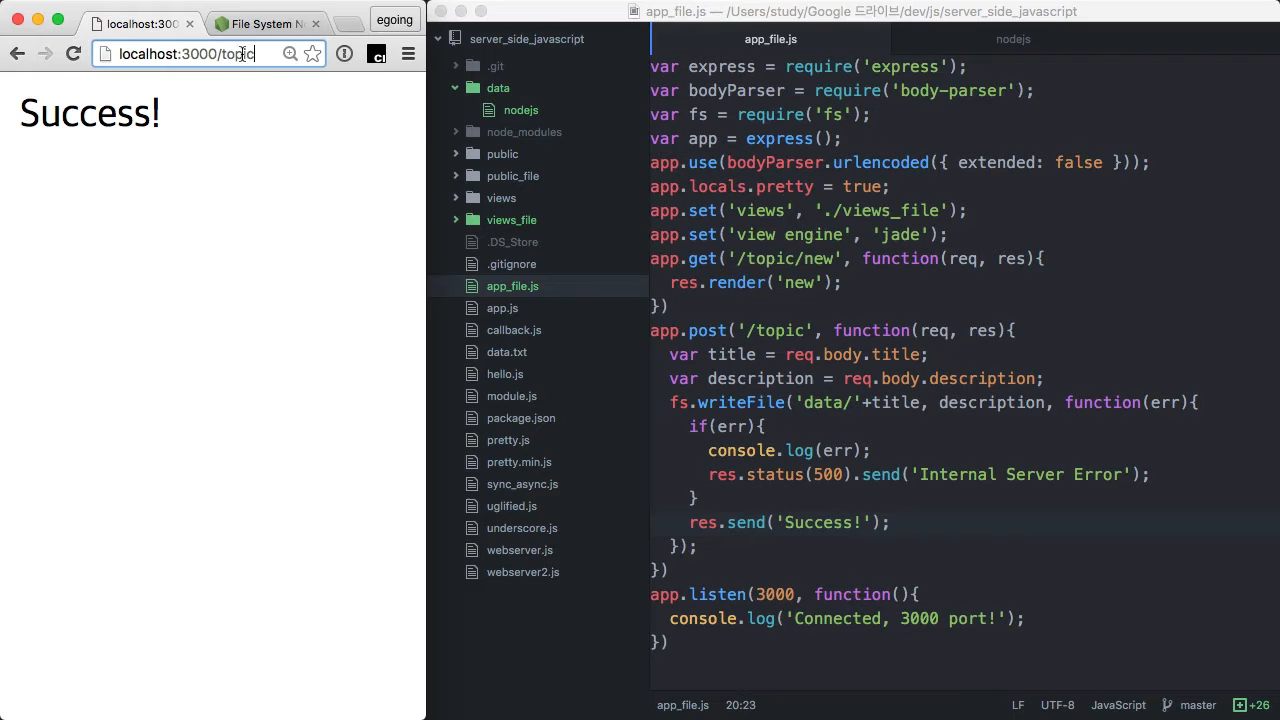 localhost:300
File System N
egoing
localhost:3000/topic
Success!
app_file.js — /Users/study/Google 드라이브/dev/js/server_side_javascript
server_side_javascript
.git
data
nodejs
node_modules
public
public_file
views
views_file
.DS_Store
.gitignore
app_file.js
app.js
callback.js
data.txt
hello.js
module.js
package.json
pretty.js
pretty.min.js
sync_async.js
uglified.js
underscore.js
webserver.js
webserver2.js
app_file.js
nodejs
var express = require('express');
var bodyParser = require('body-parser');
var fs = require('fs');
var app = express();
app.use(bodyParser.urlencoded({ extended: false }));
app.locals.pretty = true;
app.set('views', './views_file');
app.set('view engine', 'jade');
app.get('/topic/new', function(req, res){
  res.render('new');
})
app.post('/topic', function(req, res){
  var title = req.body.title;
  var description = req.body.description;
  fs.writeFile('data/'+title, description, function(err){
    if(err){
      console.log(err);
      res.status(500).send('Internal Server Error');
    }
    res.send('Success!');
  });
})
app.listen(3000, function(){
  console.log('Connected, 3000 port!');
})
app_file.js 20:23
LF UTF-8 JavaScript master +26